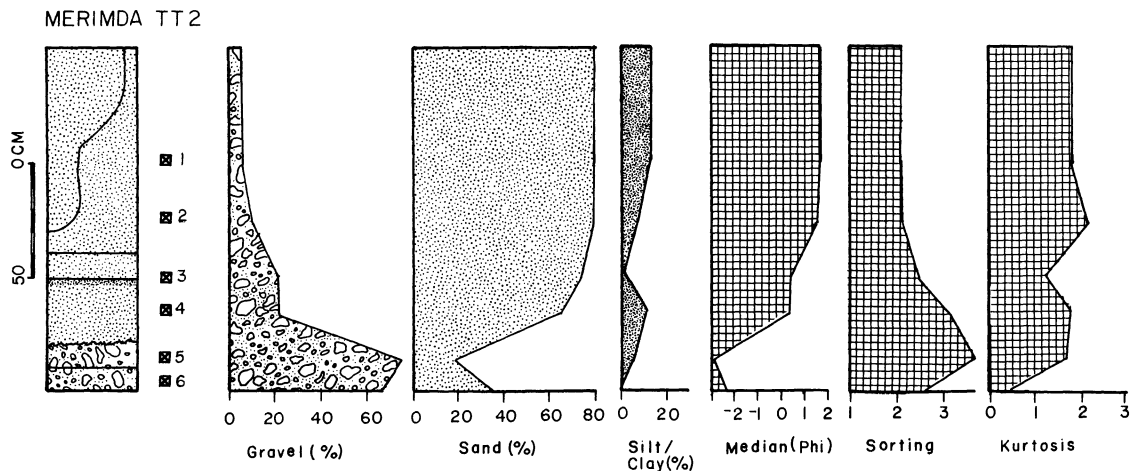 MERIMDA TT2
0 CM
50
1
2
3
4
5
6
0 20 40 60
Gravel (%)
0 20 40 60 80
Sand (%)
0 20
Silt/
Clay(%)
-2 -1 0 1 2
Median (Phi)
1 2 3
Sorting
0 1 2 3
Kurtosis